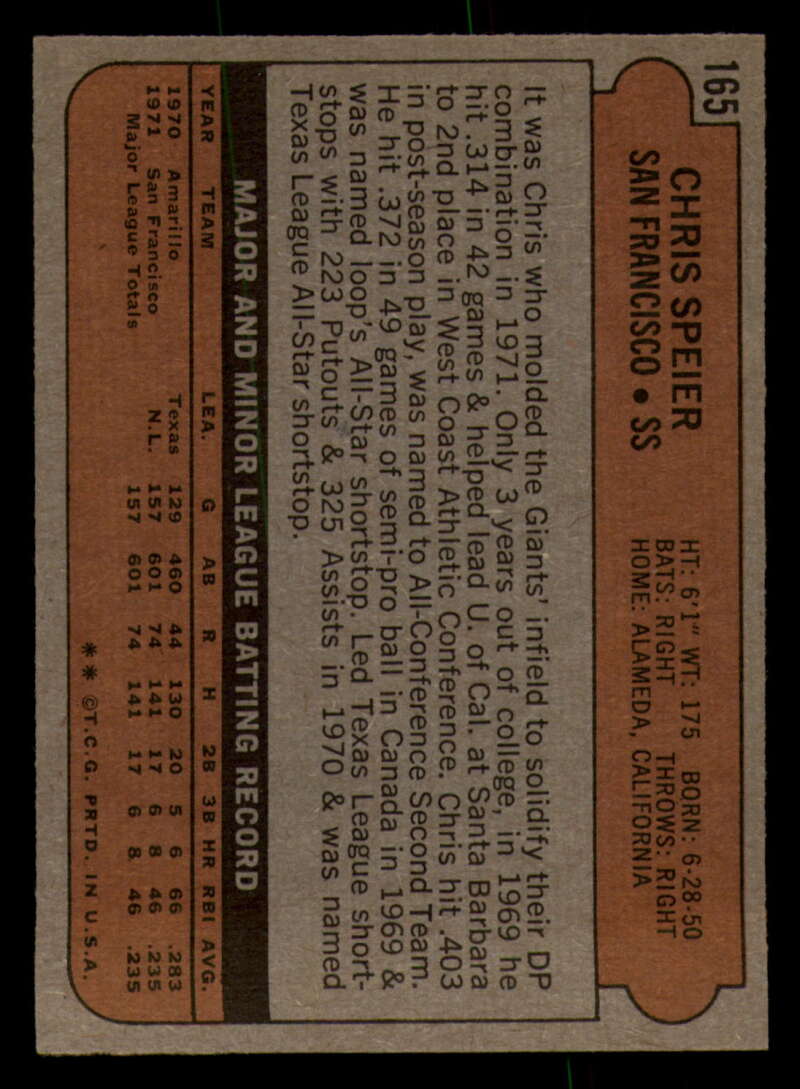 165
CHRIS SPEIER
SAN FRANCISCO • SS
HT: 6'1" WT: 175 BORN: 6-28-50
BATS: RIGHT THROWS: RIGHT
HOME: ALAMEDA, CALIFORNIA
It was Chris who molded the Giants' infield to solidify their DP
combination in 1971. Only 3 years out of college, in 1969 he
hit .314 in 42 games & helped lead U. of Cal. at Santa Barbara
to 2nd place in West Coast Athletic Conference. Chris hit .403
in post-season play, was named to All-Conference Second Team.
He hit .372 in 49 games of semi-pro ball in Canada in 1969 &
was named loop's All-Star shortstop. Led Texas League short-
stops with 223 Putouts & 325 Assists in 1970 & was named
Texas League All-Star shortstop.
MAJOR AND MINOR LEAGUE BATTING RECORD
YEAR TEAM LEA. G AB R H 2B 3B HR RBI AVG.
1970 Amarillo Texas 129 460 44 130 20 5 6 66 .283
1971 San Francisco N.L. 157 601 74 141 17 6 8 46 .235
Major League Totals 157 601 74 141 17 6 8 46 .235
** ©T.C.G. PRTD. IN U.S.A.